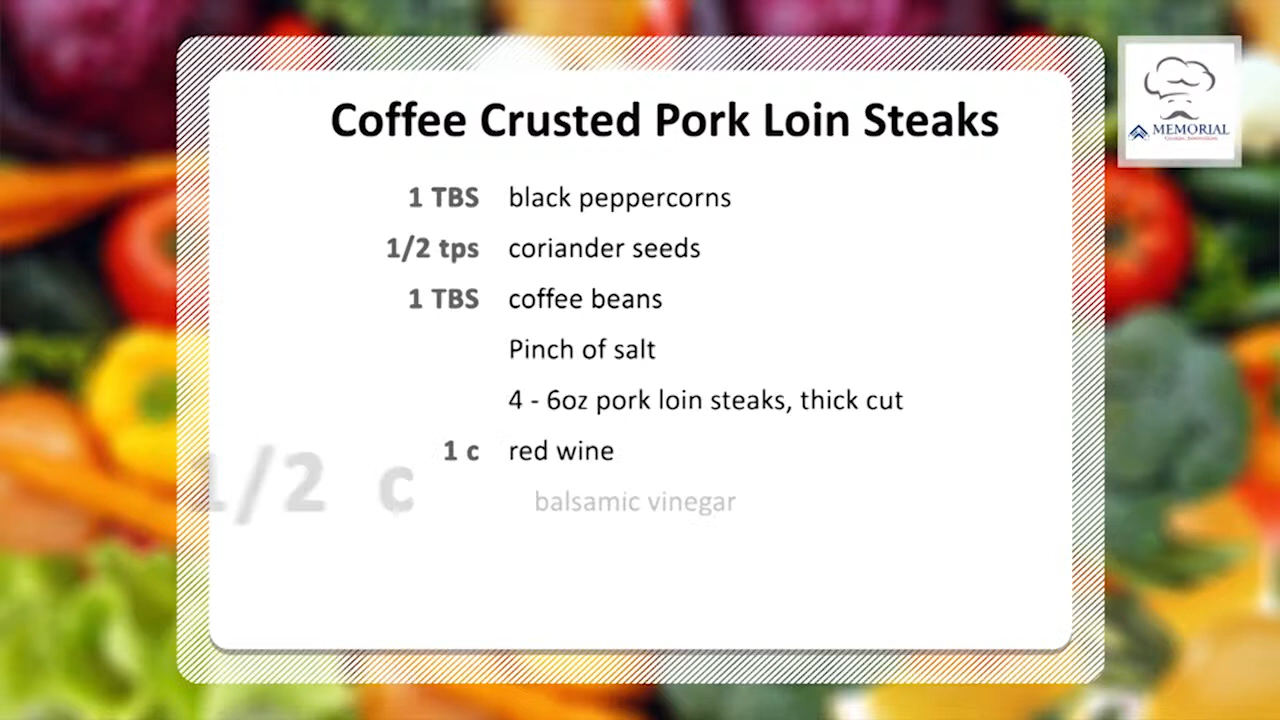 Coffee Crusted Pork Loin Steaks
MEMORIAL
1 TBS black peppercorns
1/2 tps coriander seeds
1 TBS coffee beans
Pinch of salt
4 - 6oz pork loin steaks, thick cut
1 c red wine
1/2 c balsamic vinegar